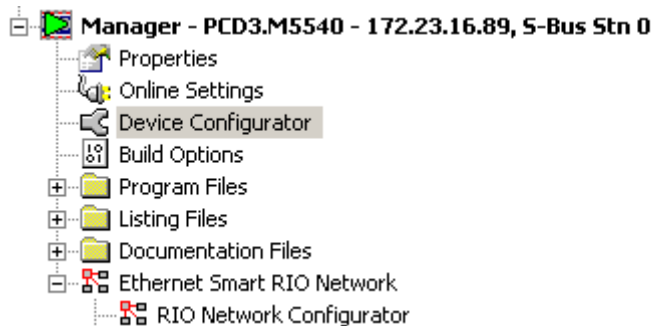 Manager - PCD3.M5540 - 172.23.16.89, S-Bus Stn 0
Properties
Online Settings
Device Configurator
Build Options
Program Files
Listing Files
Documentation Files
Ethernet Smart RIO Network
RIO Network Configurator